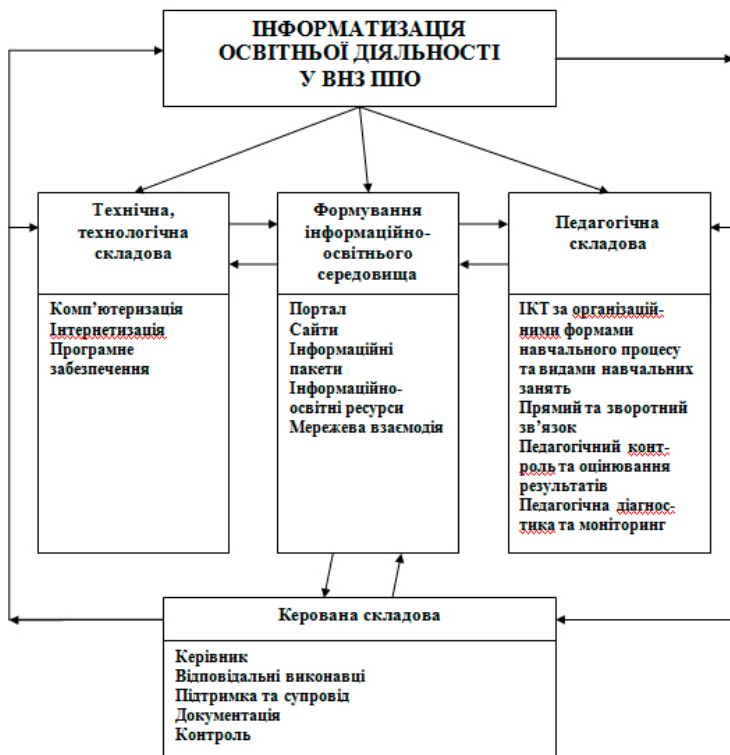 ІНФОРМАТИЗАЦІЯ
ОСВІТНЬОЇ ДІЯЛЬНОСТІ
У ВНЗ ППО
Технічна,
технологічна
складова
Комп’ютеризація
Інтернетизація
Програмне
забезпечення
Формування
інформаційно-
освітнього
середовища
Портал
Сайти
Інформаційні
пакети
Інформаційно-
освітні ресурси
Мережева взаємодія
Педагогічна
складова
ІКТ за організацій-
ними формами
навчального процесу
та видами навчальних
занять
Прямий та зворотний
зв’язок
Педагогічний конт-
роль та оцінювання
результатів
Педагогічна діагнос-
тика та моніторинг
Керована складова
Керівник
Відповідальні виконавці
Підтримка та супровід
Документація
Контроль